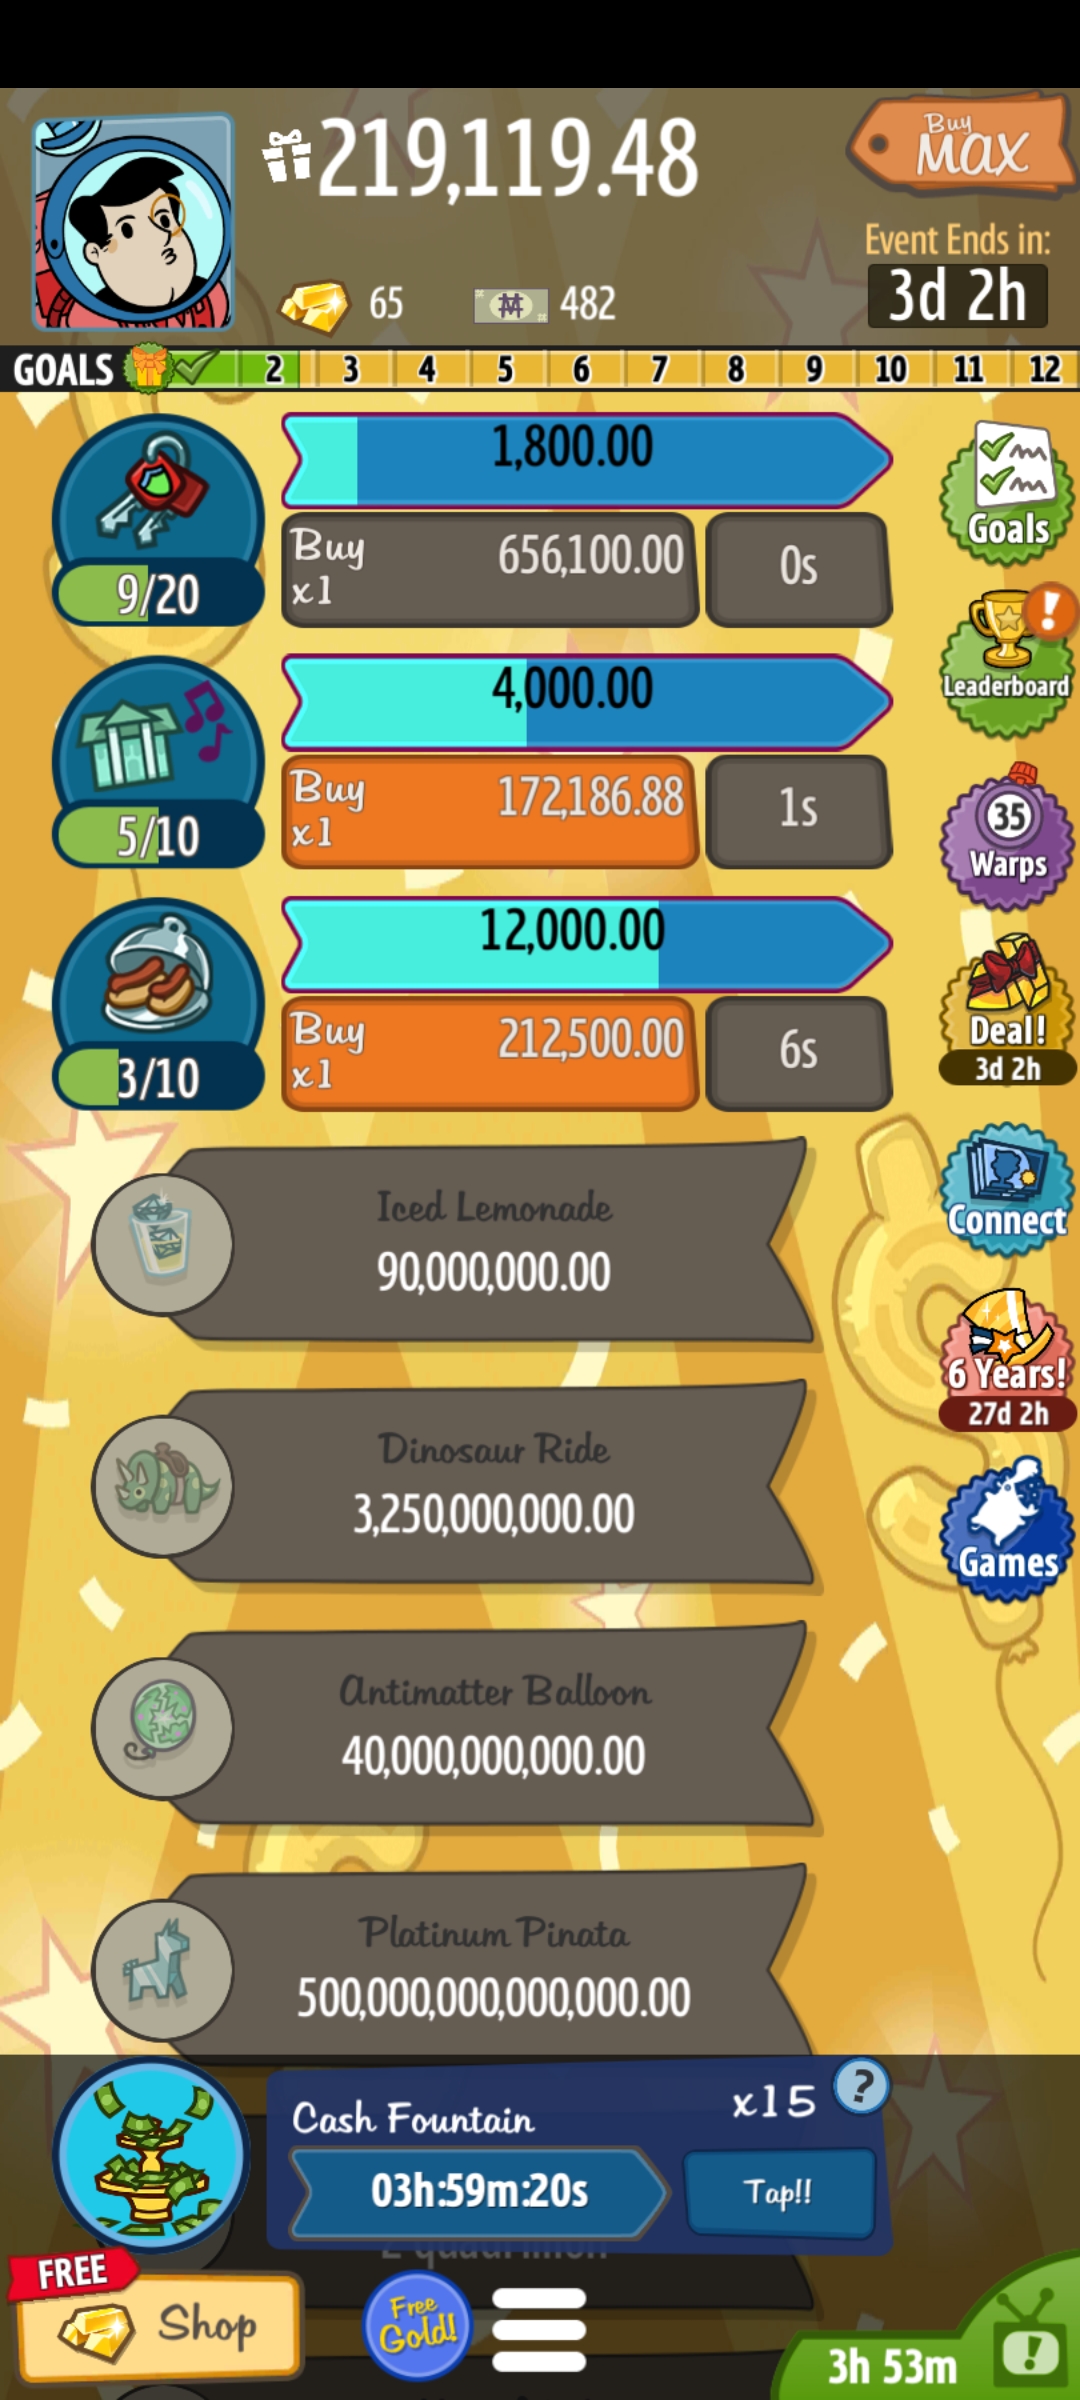 219,119.48
Buy
MAX
65
482
Event Ends in:
3d 2h
GOALS 2 3 4 5 6 7 8 9 10 11 12
1,800.00
Buy
x1
656,100.00
0s
9/20
Goals
4,000.00
Buy
x1
172,186.88
1s
5/10
Leaderboard
35
Warps
12,000.00
Buy
x1
212,500.00
6s
3/10
Deal!
3d 2h
Iced Lemonade
90,000,000.00
Connect
Dinosaur Ride
3,250,000,000.00
6 Years!
27d 2h
Games
Antimatter Balloon
40,000,000,000.00
Platinum Pinata
500,000,000,000,000.00
Cash Fountain
x15
?
03h:59m:20s
Tap!!
FREE
Shop
Free
Gold!
3h 53m